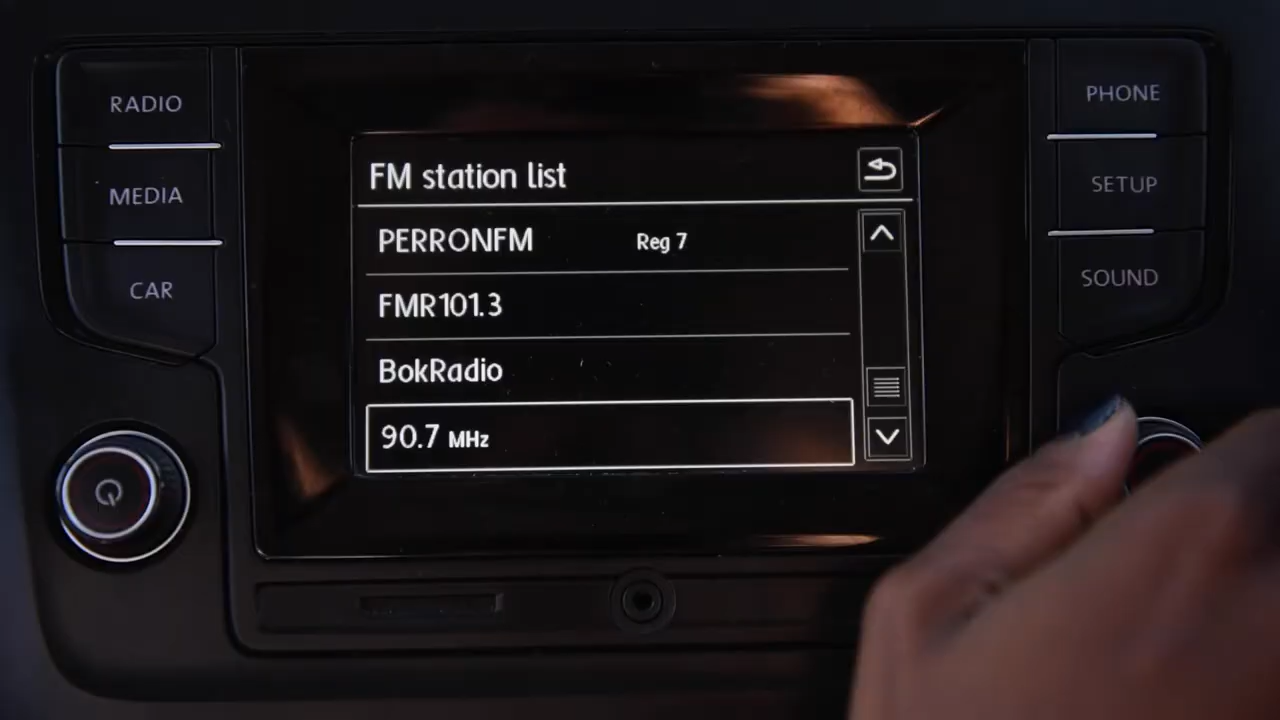 RADIO
MEDIA
CAR
FM station list
PERRONFM Reg 7
FMR101.3
BokRadio
90.7 MHz
PHONE
SETUP
SOUND